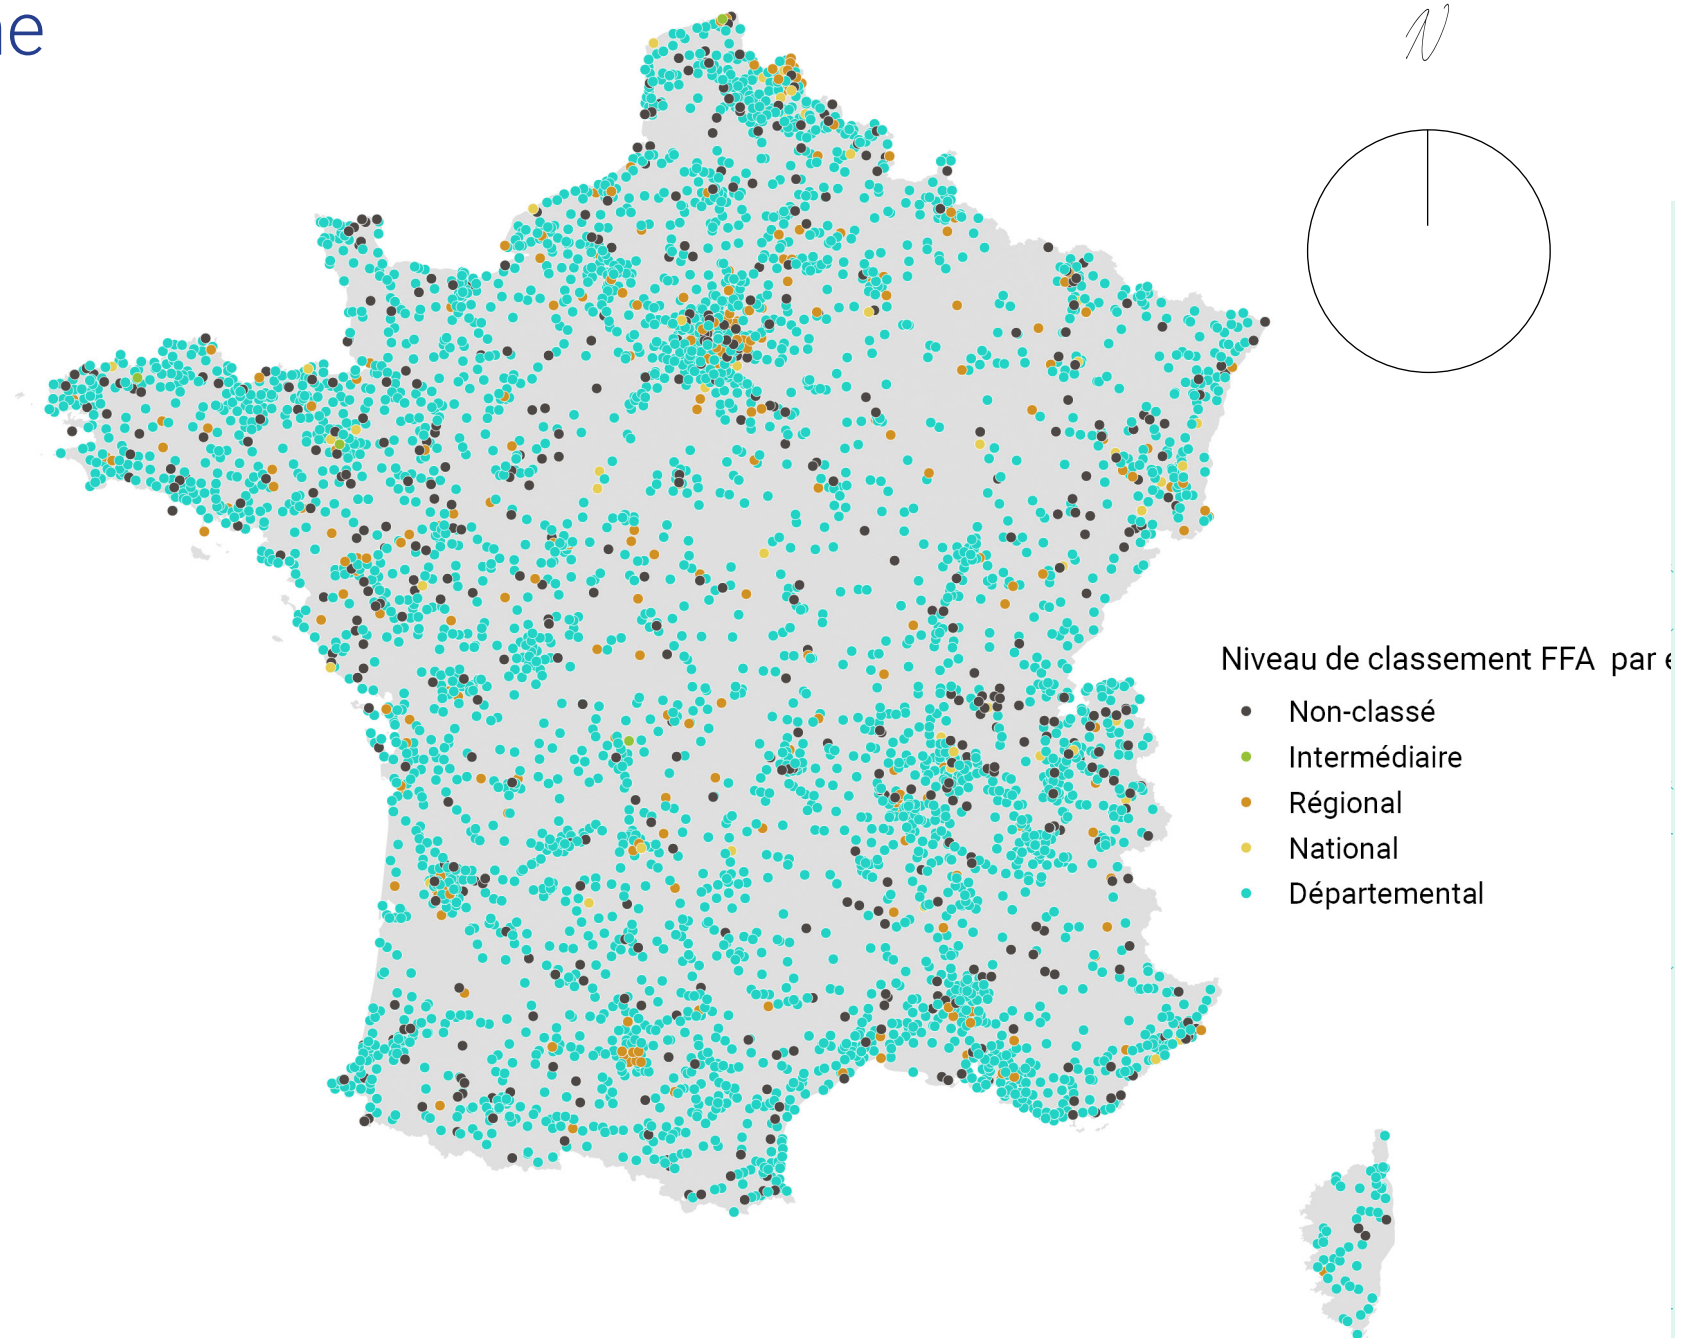 ne
N
Niveau de classement FFA par e
Non-classé
Intermédiaire
Régional
National
Départemental